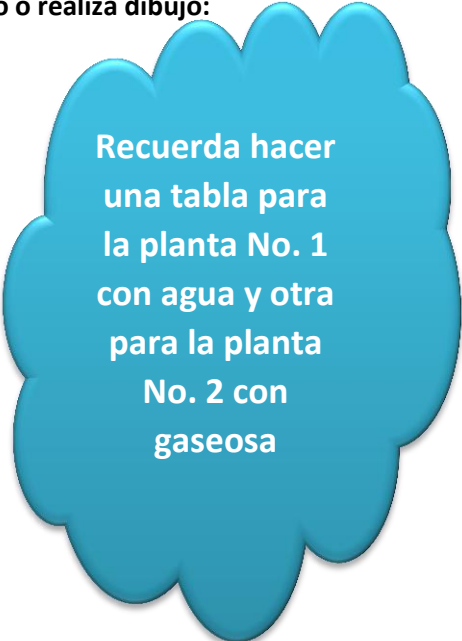 o realiza dibujo:
Recuerda hacer
una tabla para
la planta No. 1
con agua y otra
para la planta
No. 2 con
gaseosa